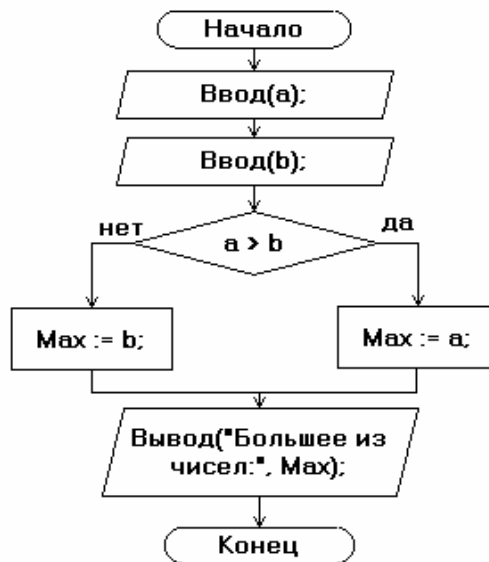 Начало
Ввод(a);
Ввод(b);
нет
a > b
да
Max := b;
Max := a;
Вывод("Большее из
чисел:", Max);
Конец